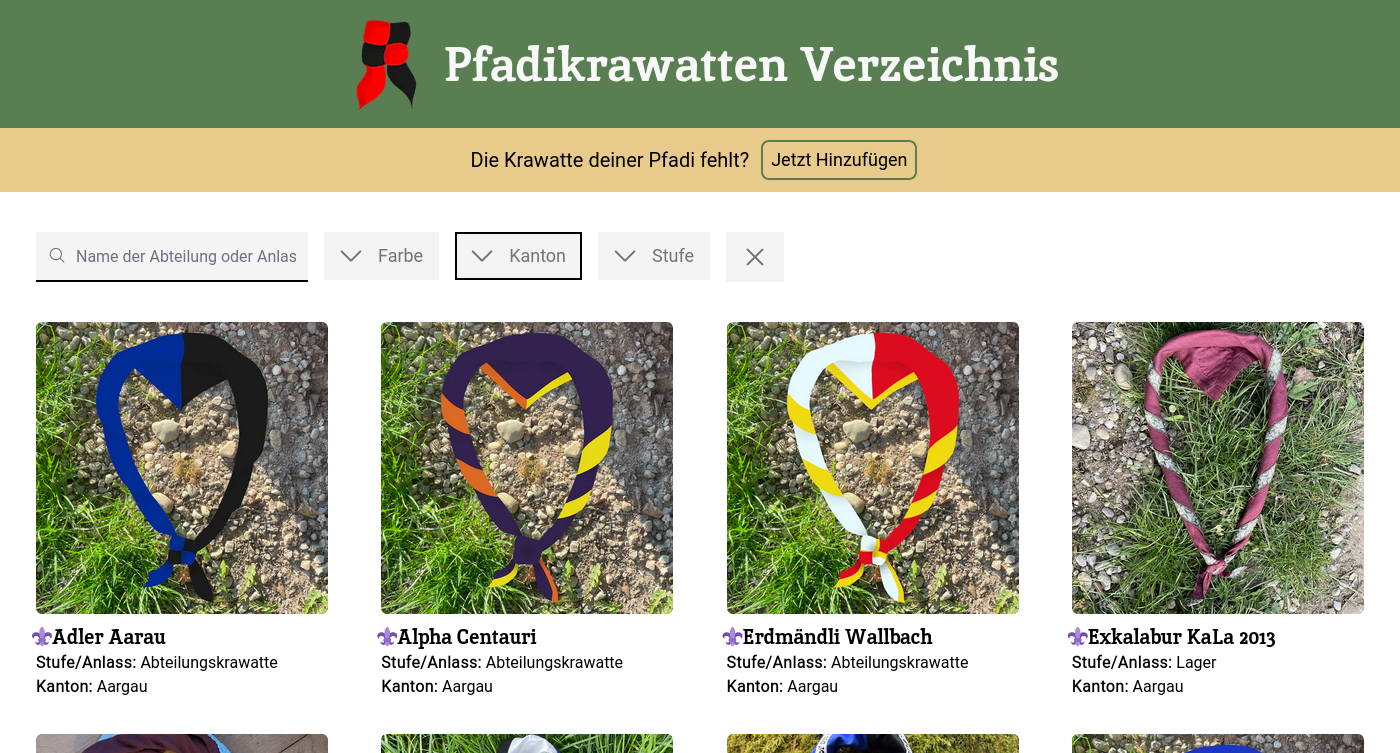 Pfadikrawatten Verzeichnis
Die Krawatte deiner Pfadi fehlt? Jetzt Hinzufügen
Name der Abteilung oder Anlas Farbe Kanton Stufe
Adler Aarau
Stufe/Anlass: Abteilungskrawatte
Kanton: Aargau
Alpha Centauri
Stufe/Anlass: Abteilungskrawatte
Kanton: Aargau
Erdmändli Wallbach
Stufe/Anlass: Abteilungskrawatte
Kanton: Aargau
Exkalabur KaLa 2013
Stufe/Anlass: Lager
Kanton: Aargau